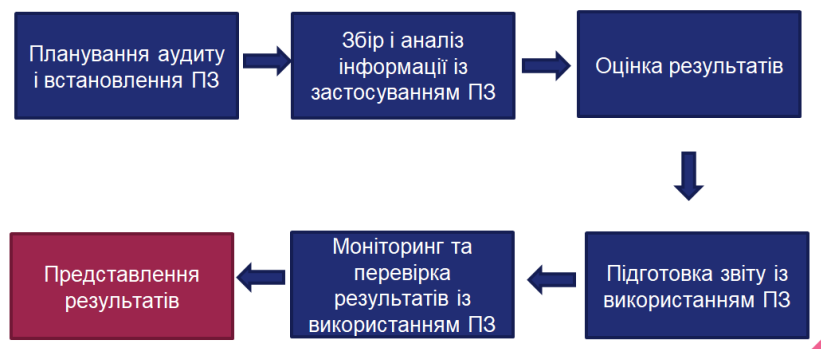 Планування аудиту
і встановлення ПЗ
Збір і аналіз
інформації із
застосуванням ПЗ
Оцінка результатів
Підготовка звіту із
використанням ПЗ
Моніторинг та
перевірка
результатів із
використанням ПЗ
Представлення
результатів